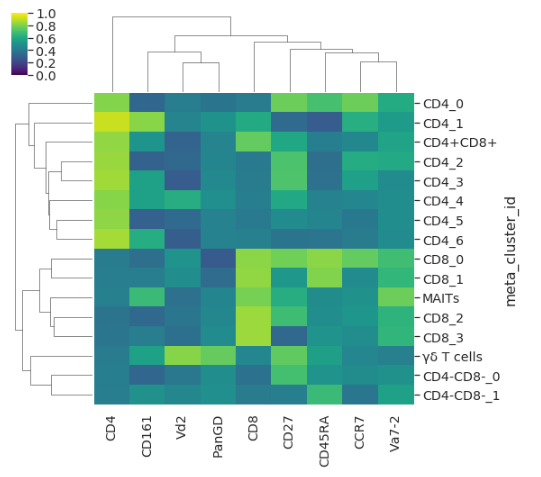 1.0
0.8
0.6
0.4
0.2
0.0
CD4_0
CD4_1
CD4+CD8+
CD4_2
CD4_3
CD4_4
CD4_5
CD4_6
CD8_0
CD8_1
MAITs
CD8_2
CD8_3
γδ T cells
CD4-CD8-_0
CD4-CD8-_1
meta_cluster_id
CD4
CD161
Vd2
PanGD
CD8
CD27
CD45RA
CCR7
Va7-2